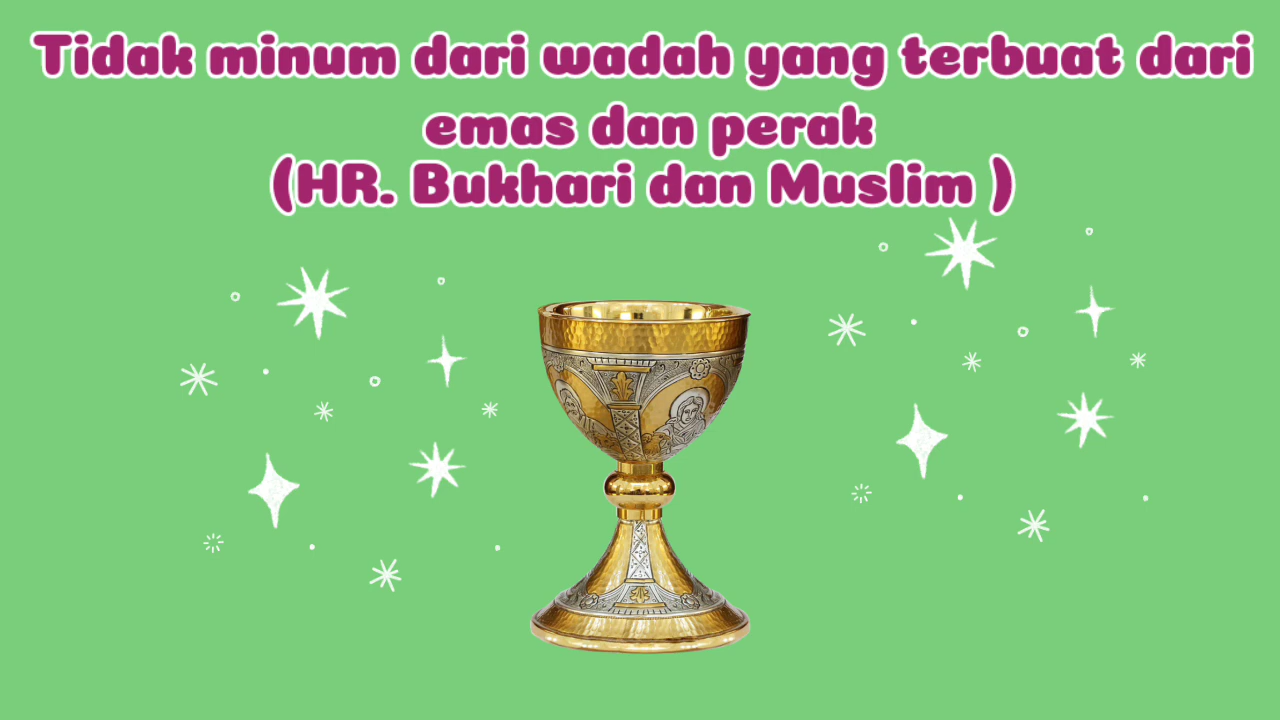 Tidak minum dari wadah yang terbuat dari
emas dan perak
(HR. Bukhari dan Muslim )